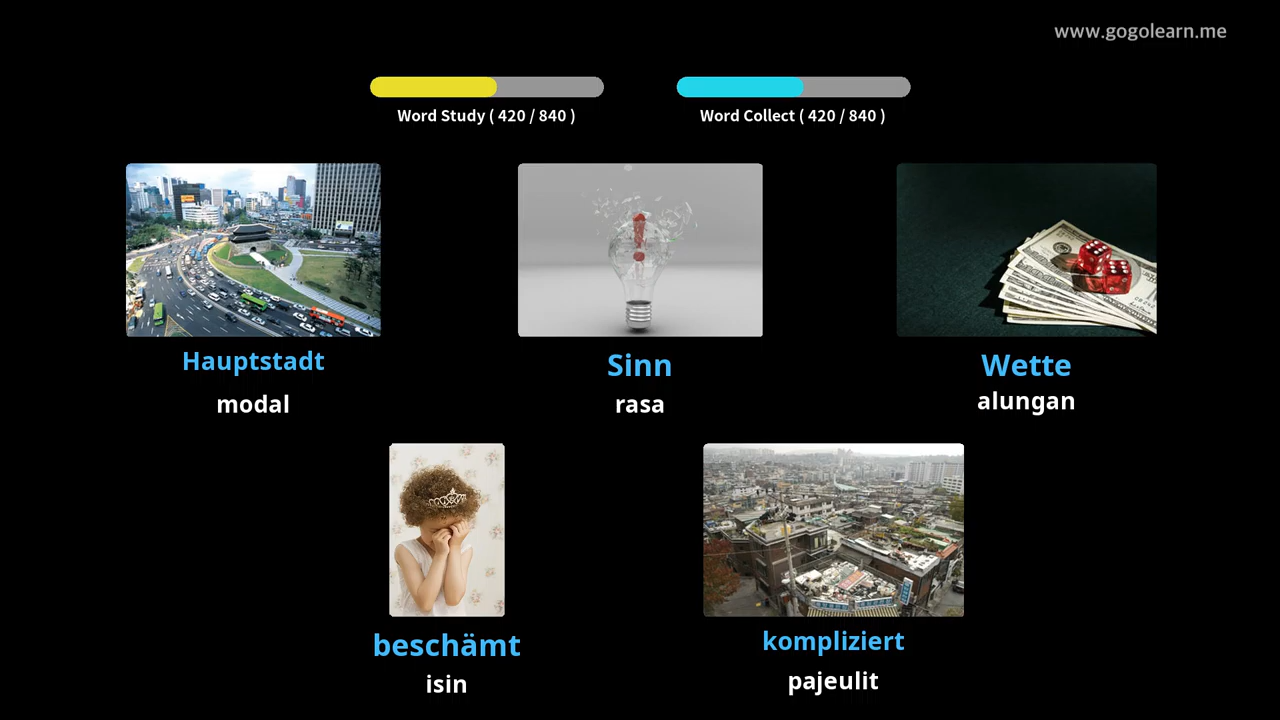 www.gogolearn.me
Word Study ( 420 / 840 )
Word Collect ( 420 / 840 )
Hauptstadt
modal
Sinn
rasa
Wette
alungan
beschämt
isin
kompliziert
pajeulit